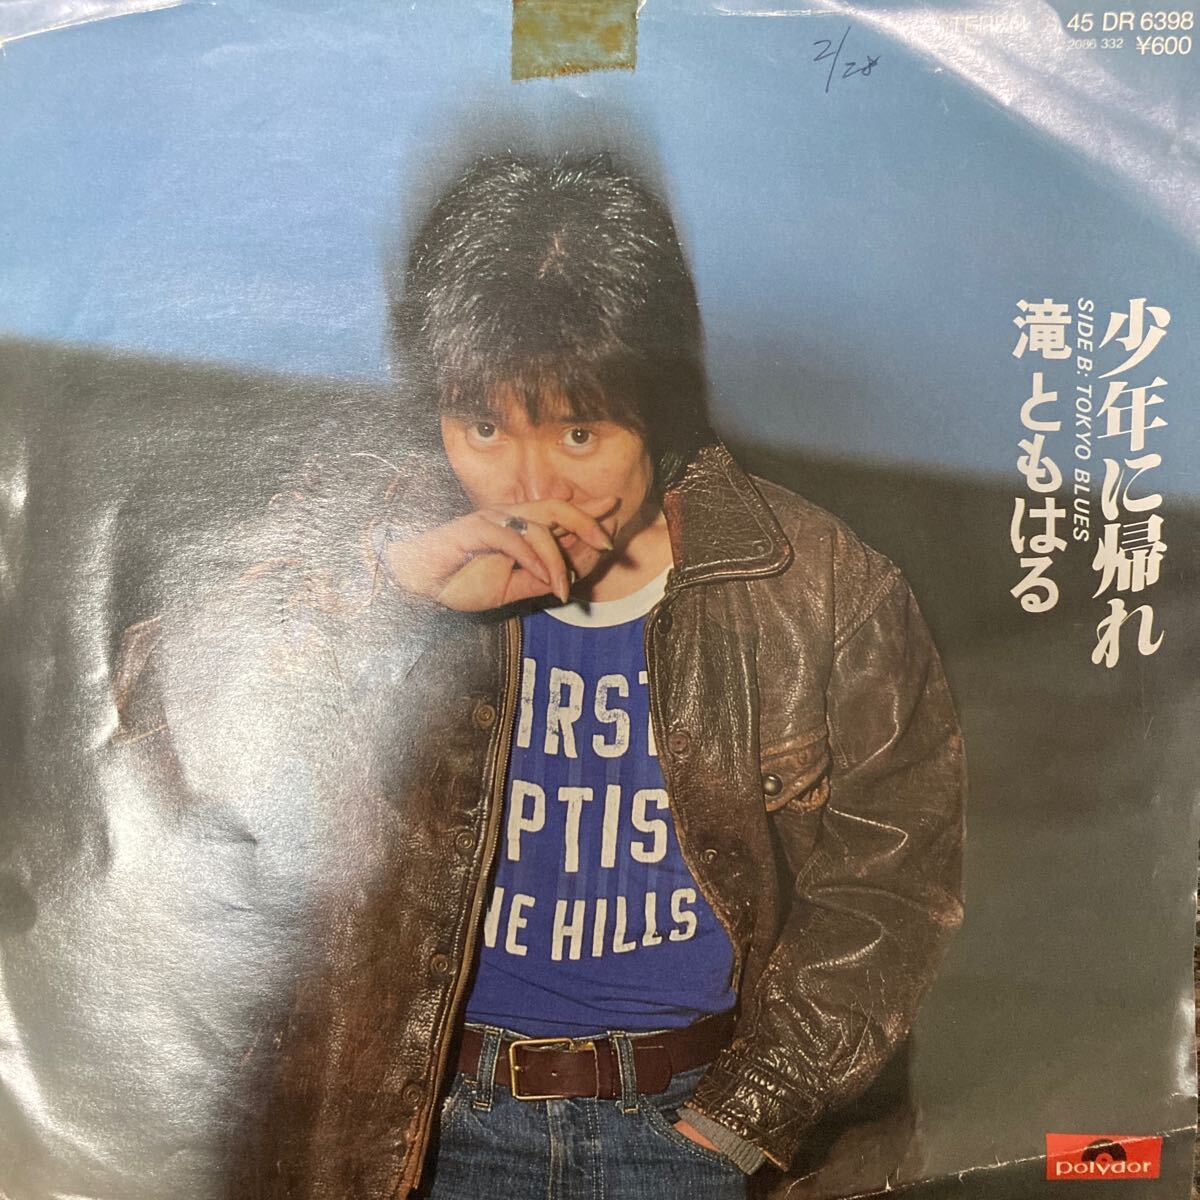 STEREO
45 DR 6398
2086 332 ¥600
2/28
少年に帰れ
SIDE B: TOKYO BLUES
滝ともはる
IRST
PTIS
NE HILLS
polydor